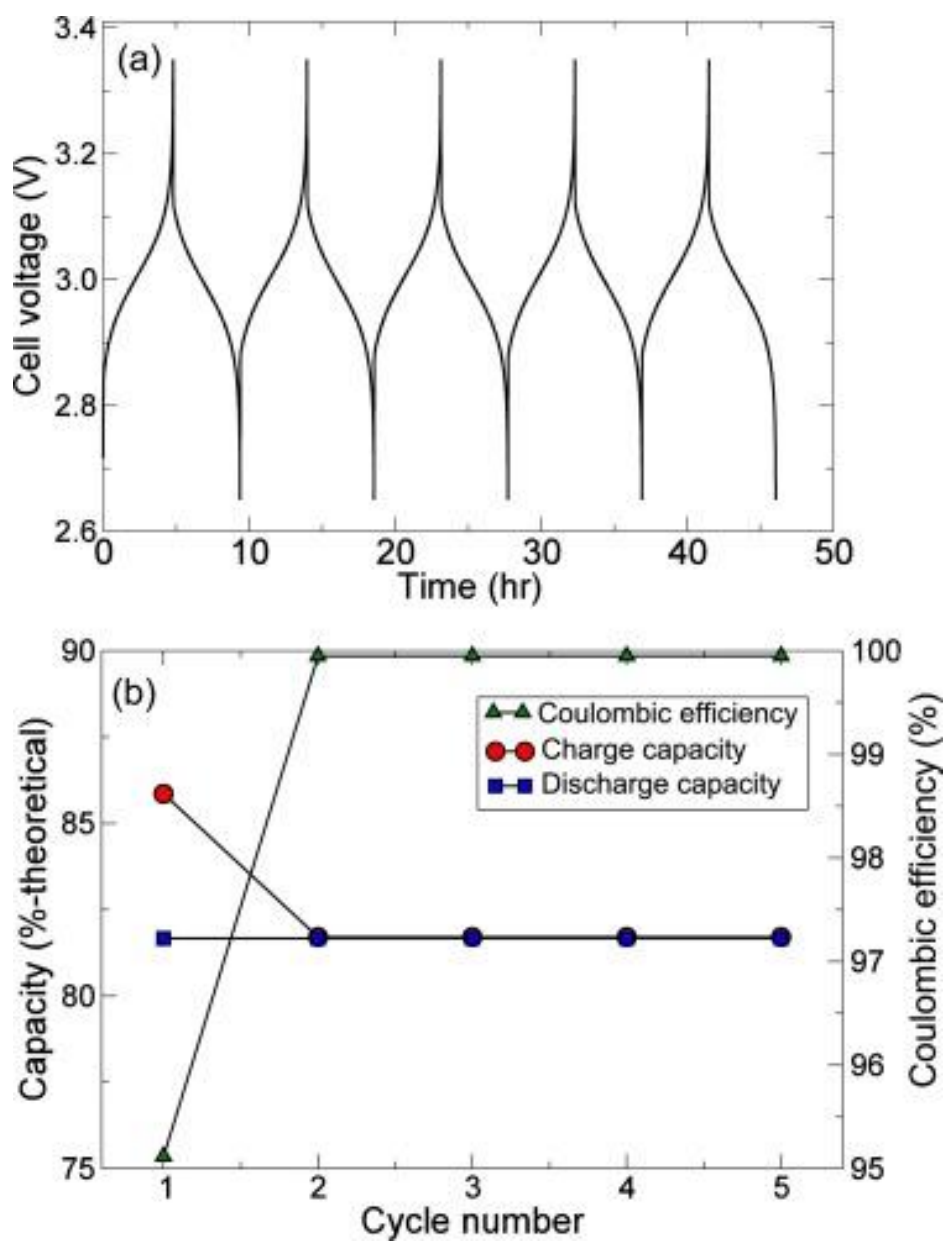 (a)
Cell voltage (V)
3.4
3.2
3.0
2.8
2.6
0 10 20 30 40 50
Time (hr)
(b)
Capacity (%-theoretical)
90
85
80
75
Coulombic efficiency
Charge capacity
Discharge capacity
100
99
98
97
96
95
Coulombic efficiency (%)
1 2 3 4 5
Cycle number